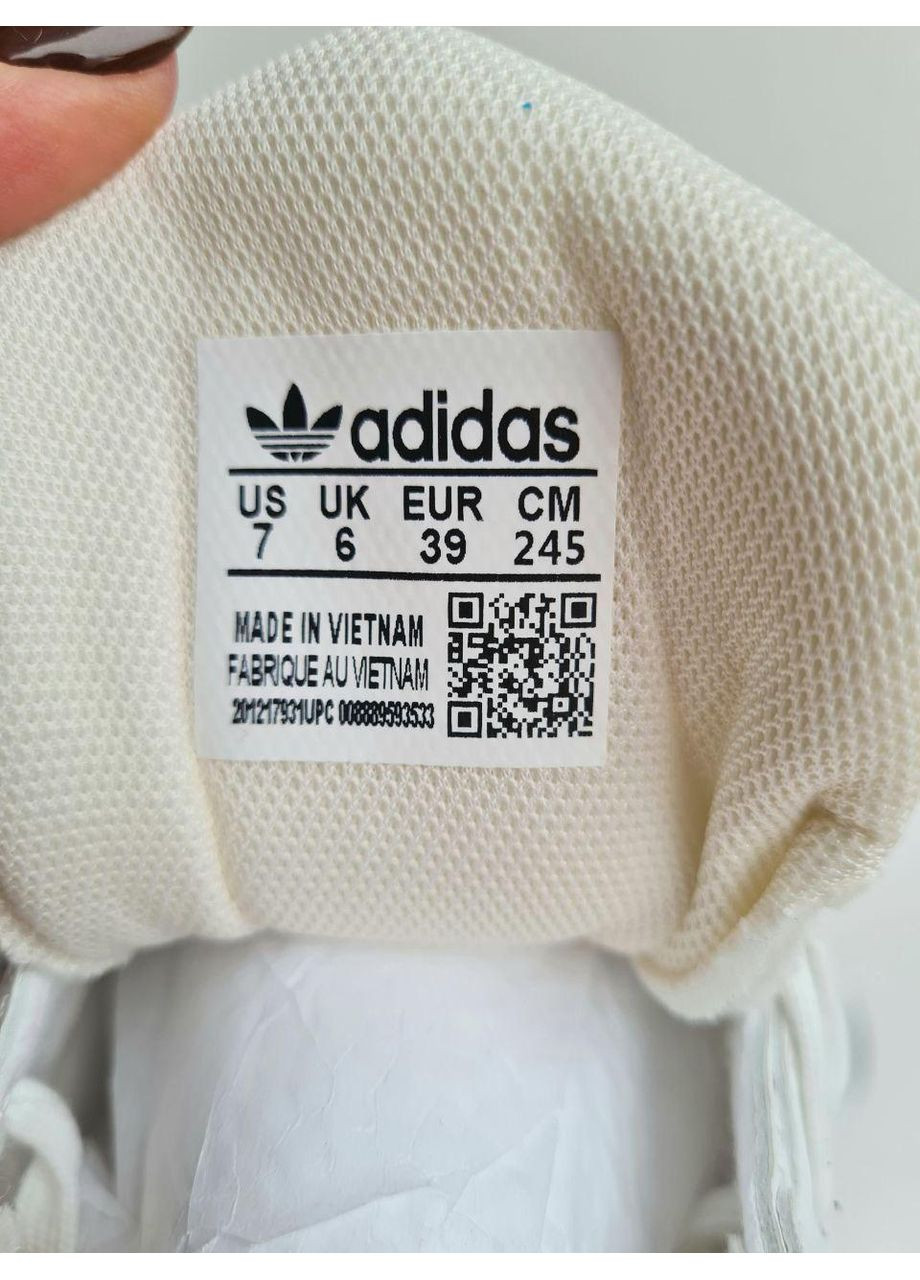 adidas
US UK EUR CM
7 6 39 245
MADE IN VIETNAM
FABRIQUE AU VIETNAM
201217931UPC 008889593533